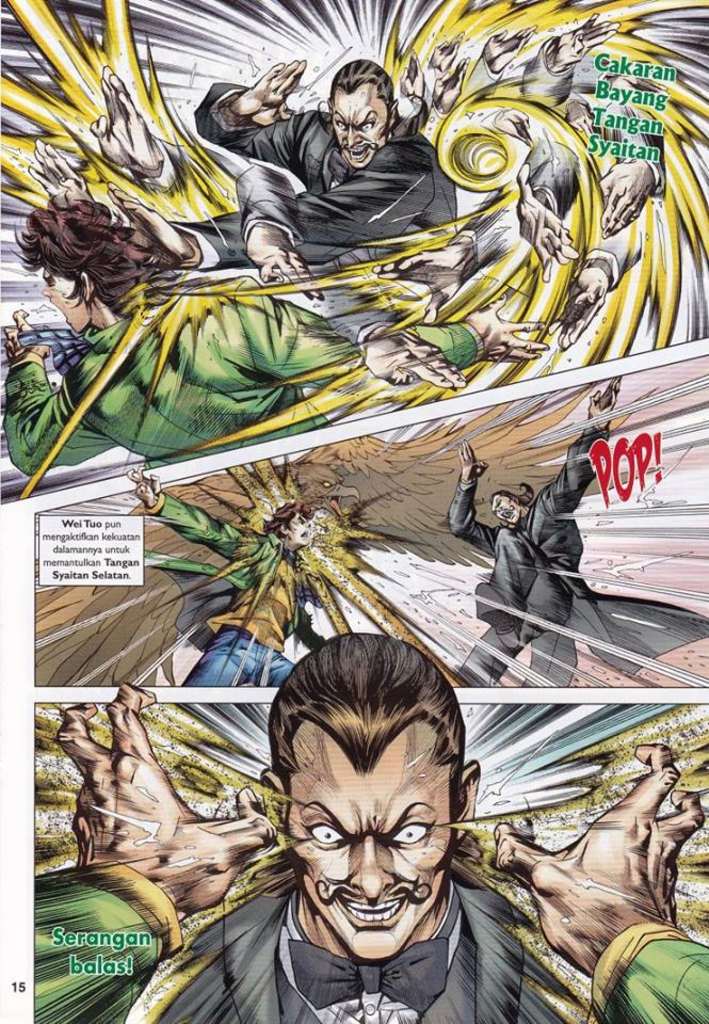 Cakaran
Bayang
Tangan
Syaitan
POP!
Wei Tuo pun
mengaktifkan kekuatan
dalamannya untuk
memantulkan Tangan
Syaitan Selatan.
Serangan
balas!
15